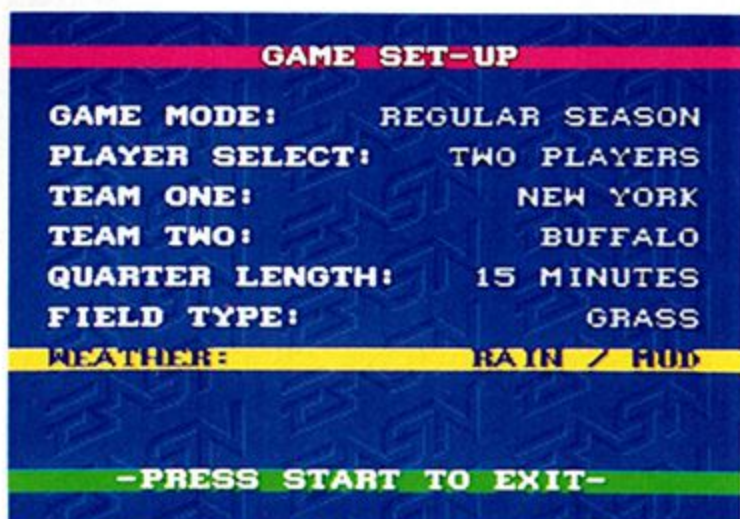 GAME SET-UP
GAME MODE: REGULAR SEASON
PLAYER SELECT: TWO PLAYERS
TEAM ONE: NEW YORK
TEAM TWO: BUFFALO
QUARTER LENGTH: 15 MINUTES
FIELD TYPE: GRASS
WEATHER: RAIN / MUD
-PRESS START TO EXIT-